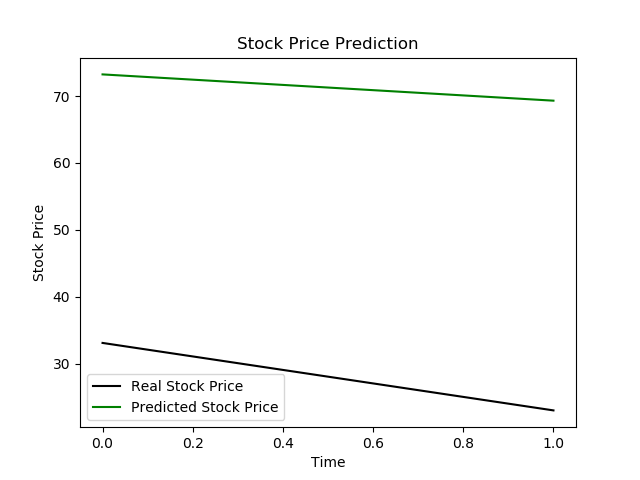 Stock Price Prediction
70
60
50
40
30
Stock Price
Real Stock Price
Predicted Stock Price
0.0 0.2 0.4 0.6 0.8 1.0
Time